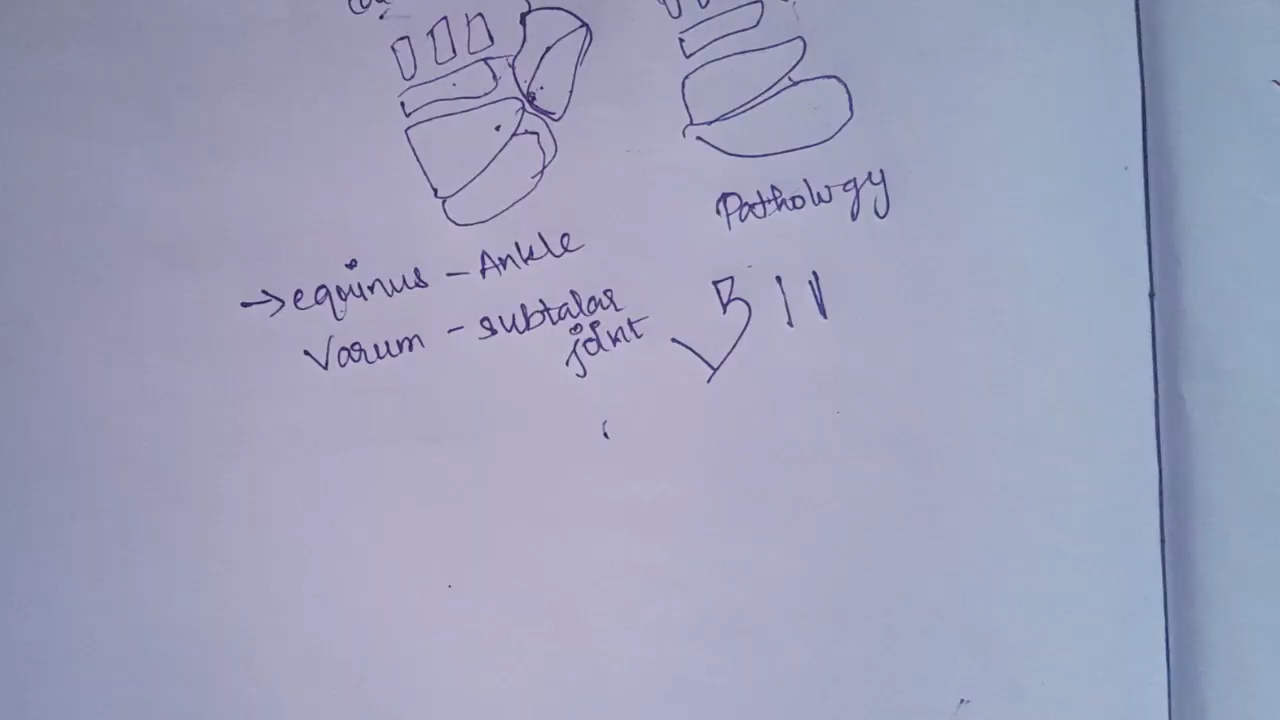 Pathology
→ equinus - Ankle
Varum - subtalar
joint